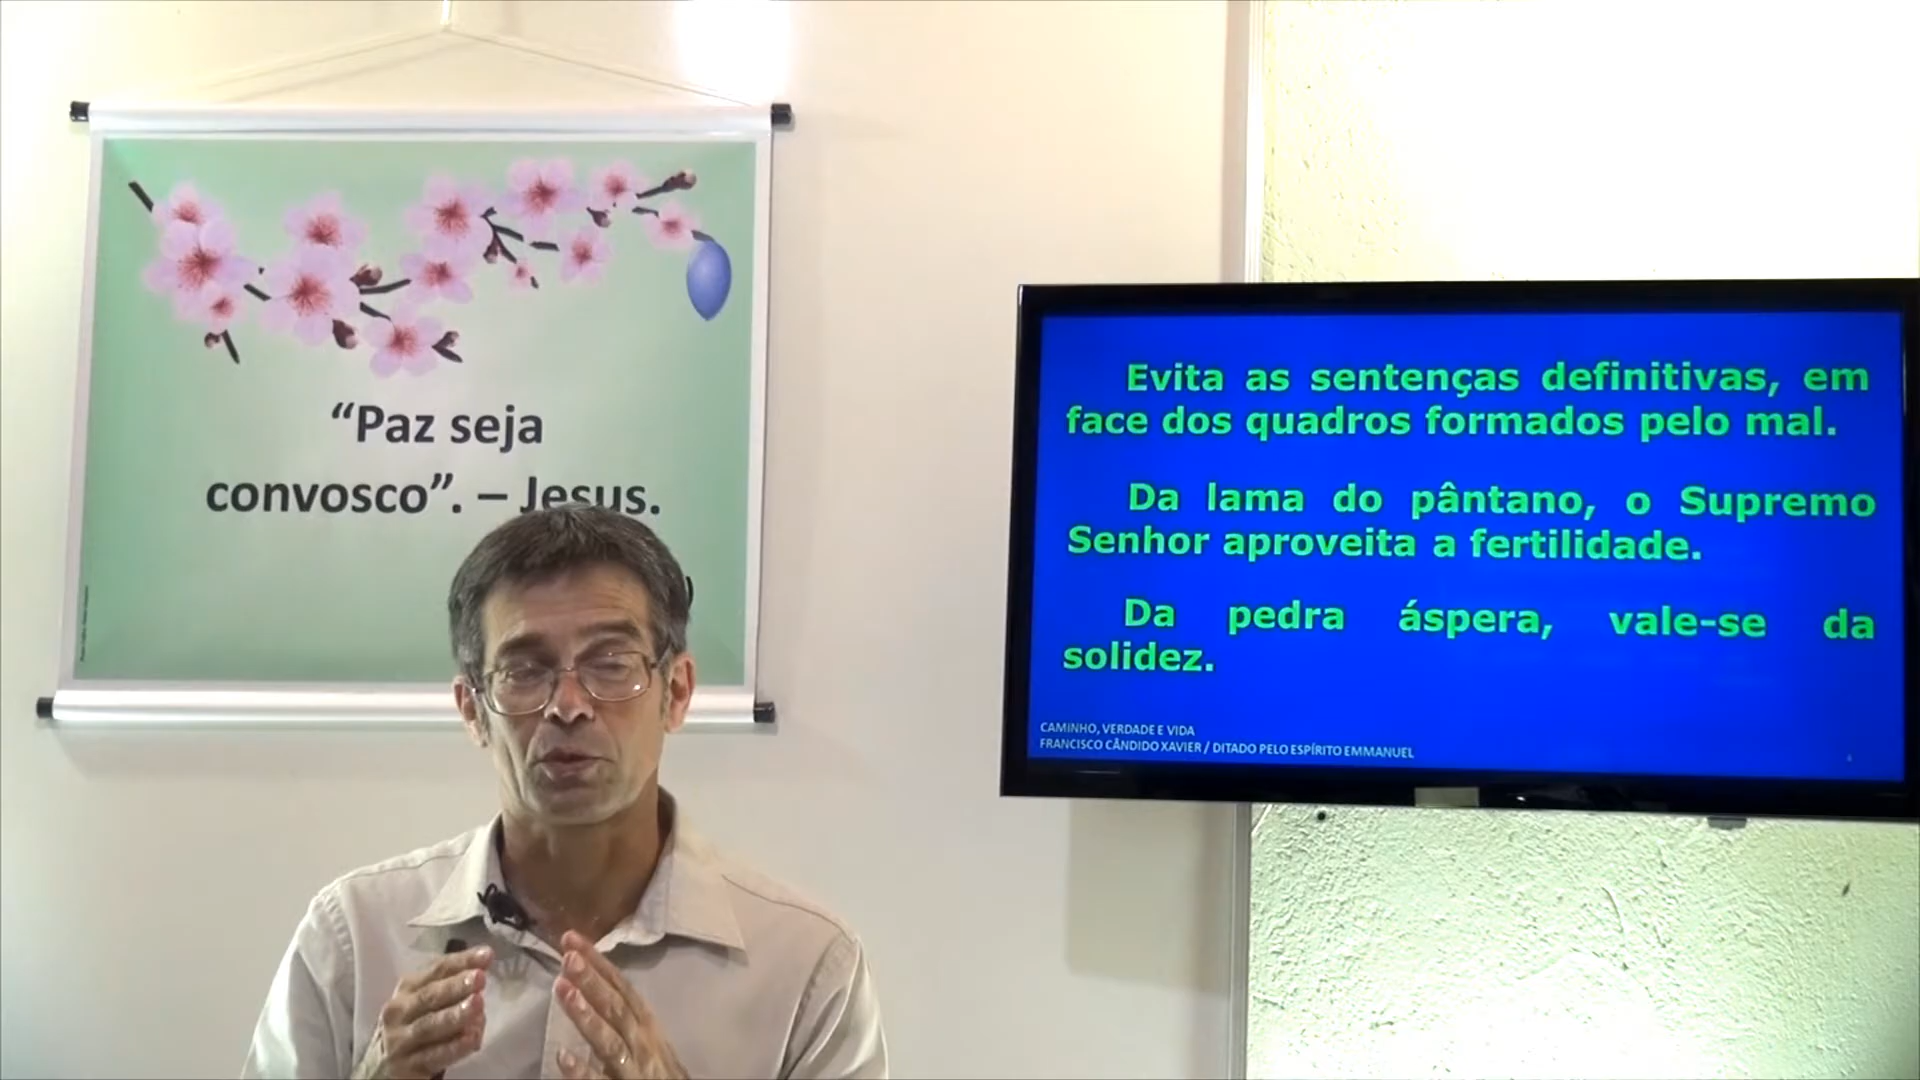 “Paz seja
convosco”. – Jesus.
Evita as sentenças definitivas, em
face dos quadros formados pelo mal.
Da lama do pântano, o Supremo
Senhor aproveita a fertilidade.
Da pedra áspera, vale-se da
solidez.
CAMINHO, VERDADE E VIDA
FRANCISCO CÂNDIDO XAVIER / DITADO PELO ESPÍRITO EMMANUEL